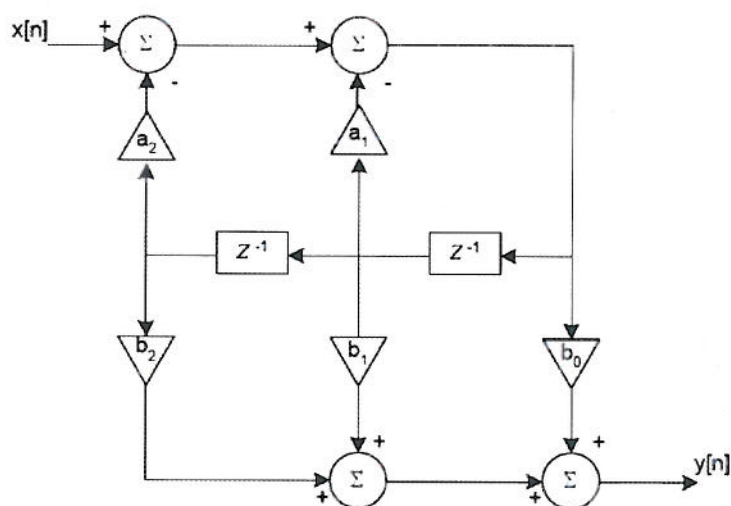 x[n] + Σ + Σ
- -
a₂ a₁
Z⁻¹ Z⁻¹
b₂ b₁ b₀
+ +
+ Σ + Σ y[n]